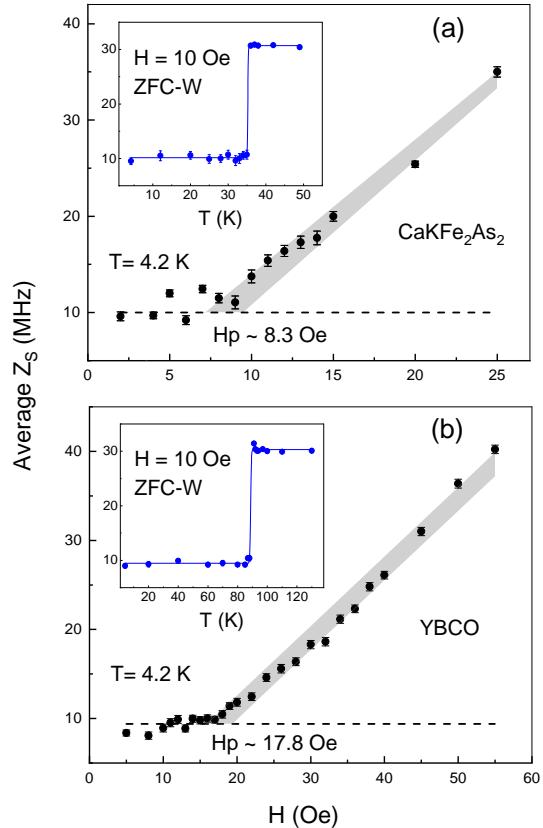 (a)
H = 10 Oe
ZFC-W
30
20
10
10 20 30 40 50
T (K)
40
30
20
10
0
T= 4.2 K
CaKFe₂As₂
Hp ~ 8.3 Oe
0 5 10 15 20 25
Average Z_S (MHz)
(b)
H = 10 Oe
ZFC-W
30
20
10
20 40 60 80 100 120
T (K)
40
30
20
10
0
T= 4.2 K
YBCO
Hp ~ 17.8 Oe
0 10 20 30 40 50 60
H (Oe)